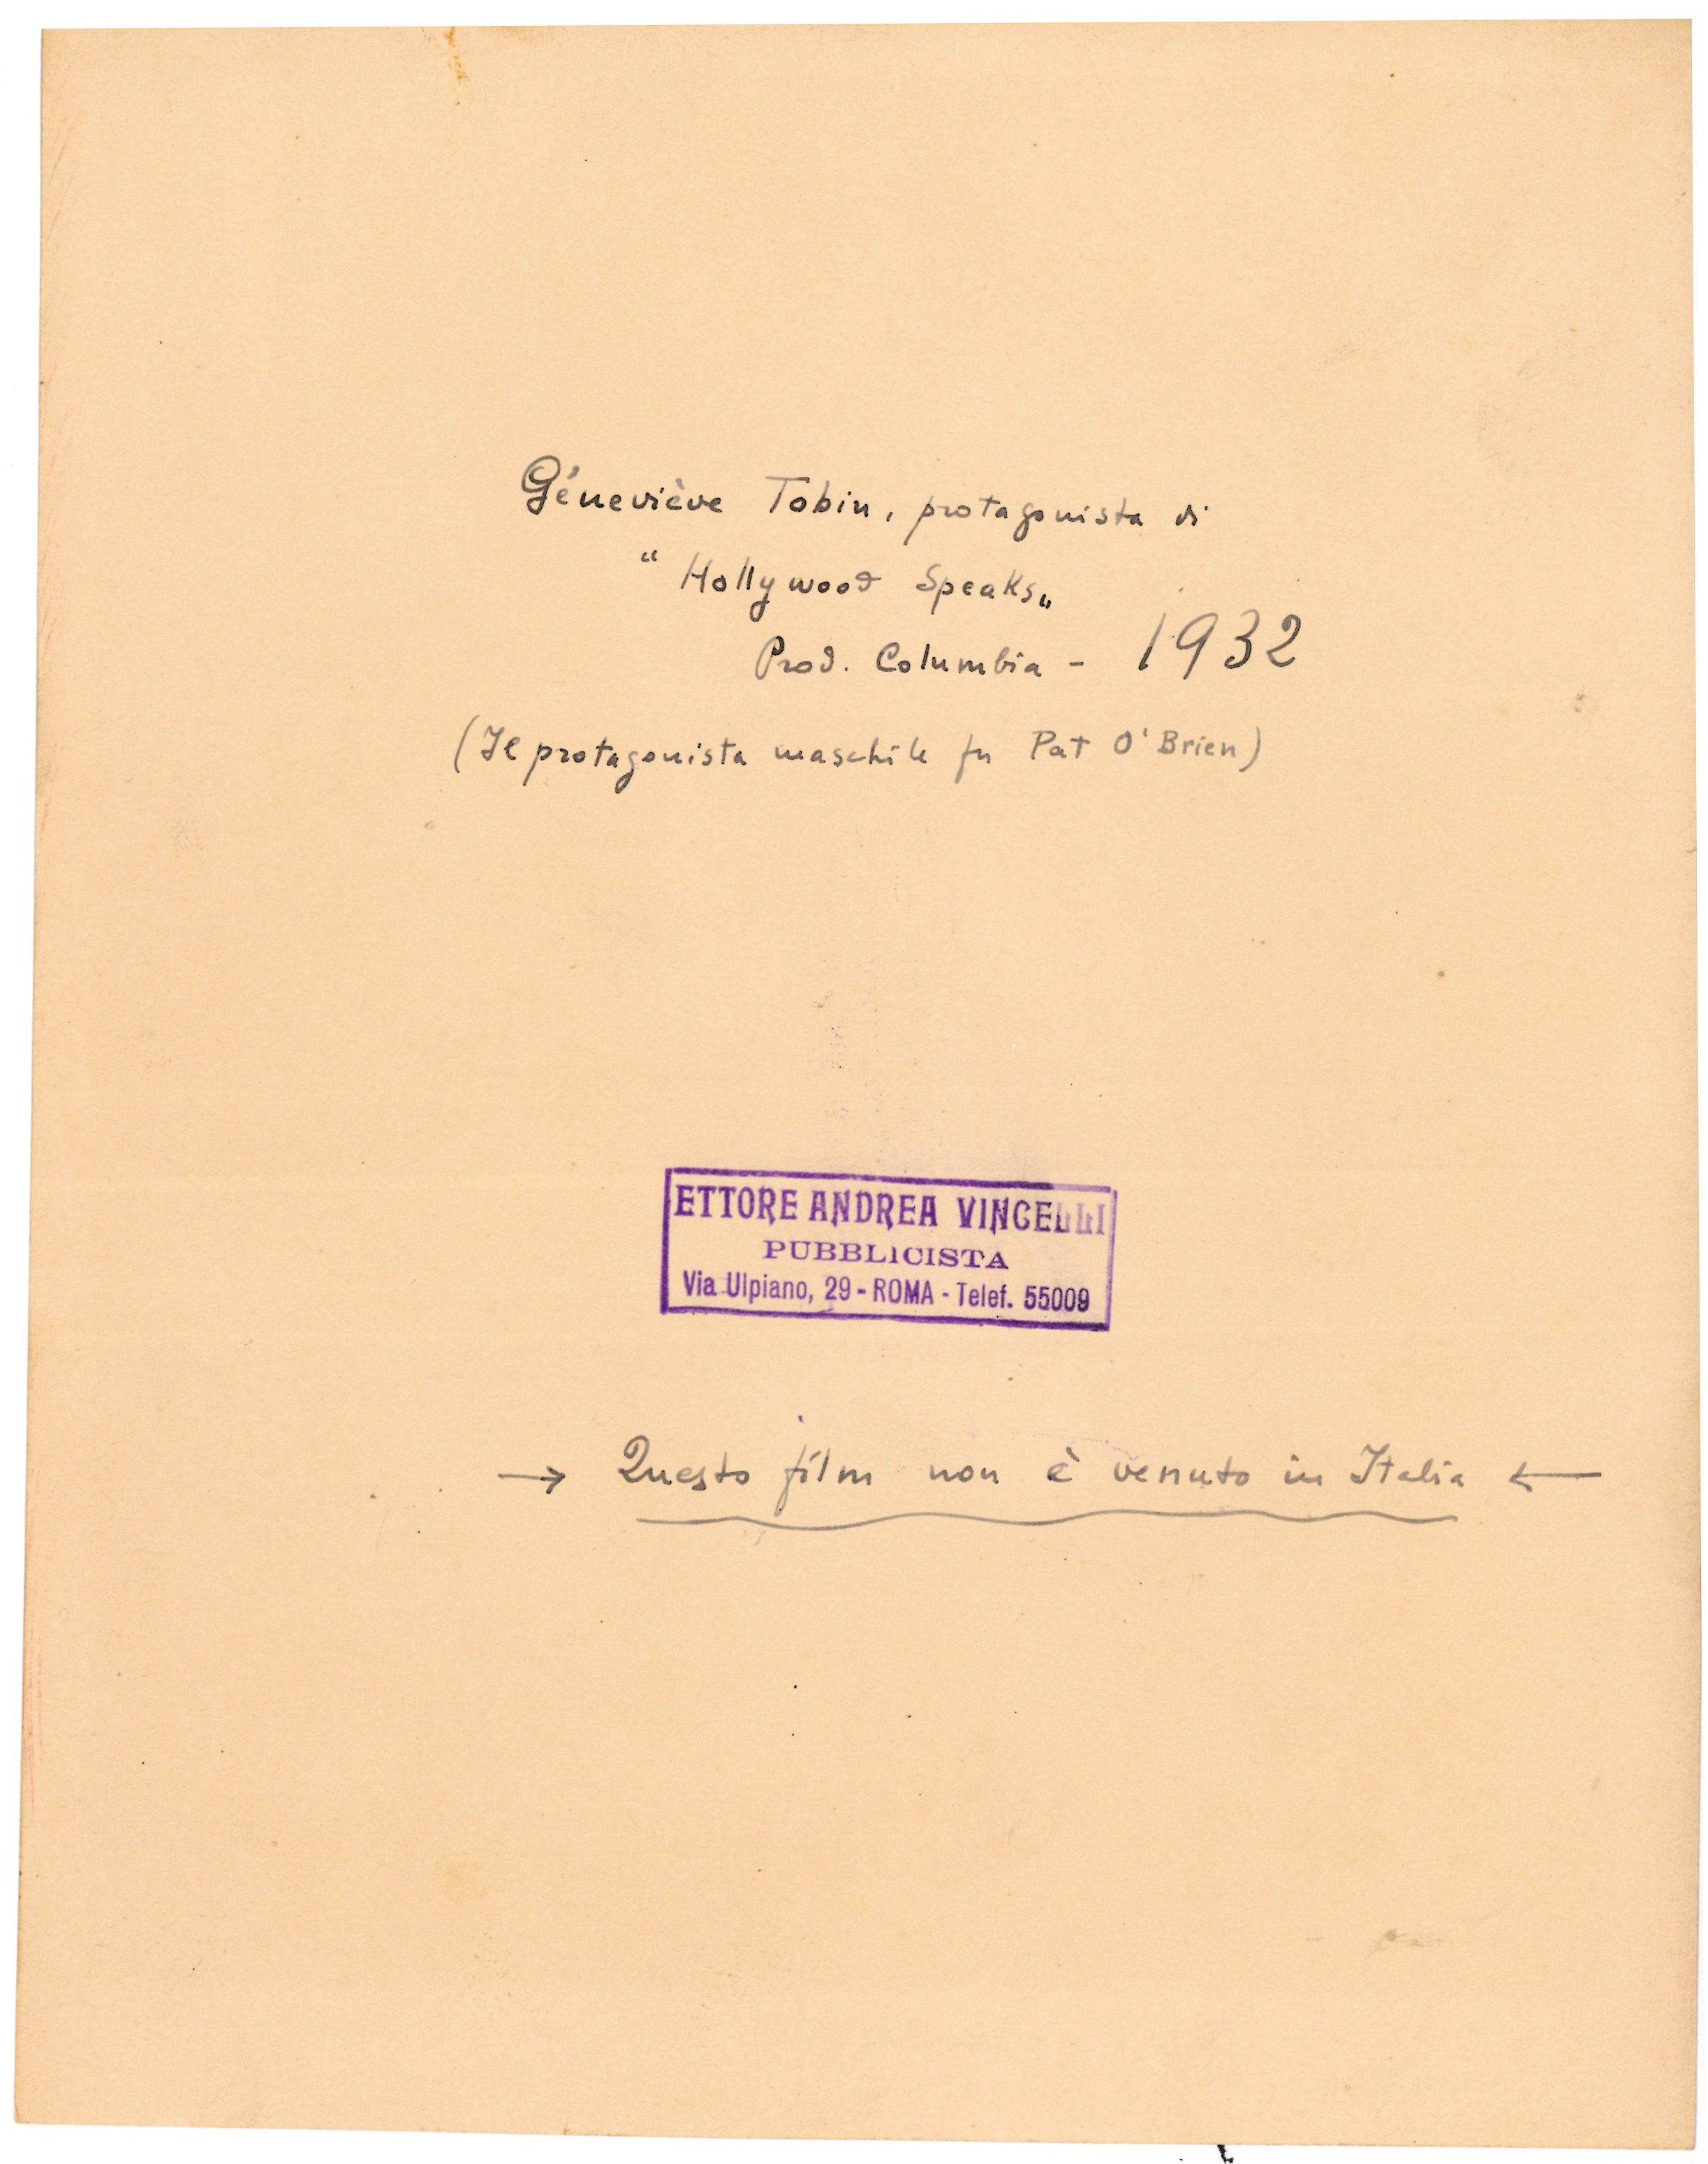 Géneviève Tobin, protagonista di
“Hollywood Speaks„
Prod. Columbia - 1932
(Il protagonista maschile fu Pat O'Brien)
ETTORE ANDREA VINCELLI
PUBBLICISTA
Via Ulpiano, 29 - ROMA - Telef. 55009
→ Questo film non è venuto in Italia ←